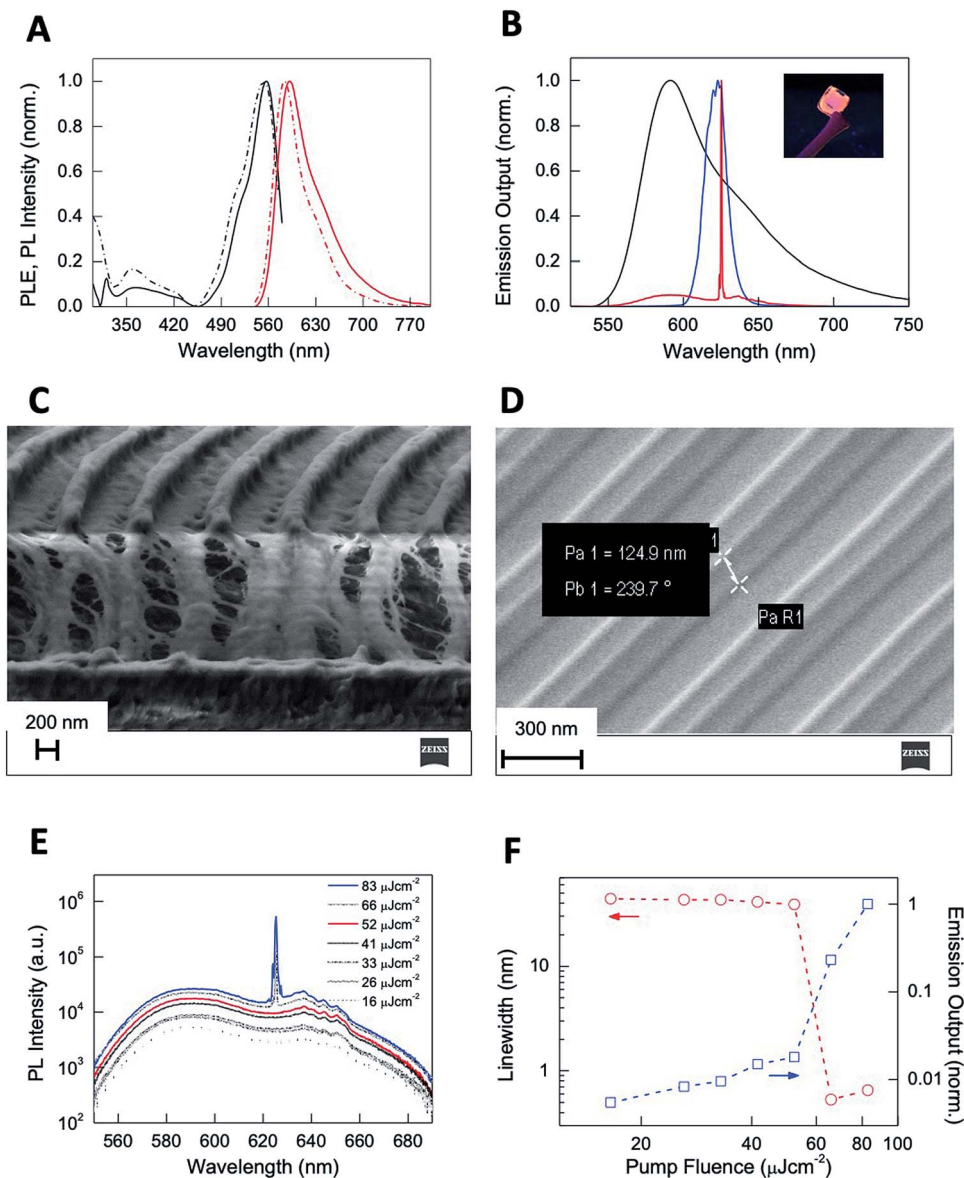 A
PLE, PL Intensity (norm.)
1.0
0.8
0.6
0.4
0.2
0.0
350 420 490 560 630 700 770
Wavelength (nm)
B
Emission Output (norm.)
1.0
0.8
0.6
0.4
0.2
0.0
550 600 650 700 750
Wavelength (nm)
C
200 nm
ZEISS
D
1
Pa 1 = 124.9 nm
Pb 1 = 239.7 °
Pa R1
300 nm
ZEISS
E
PL Intensity (a.u.)
10⁶
10⁵
10⁴
10³
10²
83 µJcm⁻²
66 µJcm⁻²
52 µJcm⁻²
41 µJcm⁻²
33 µJcm⁻²
26 µJcm⁻²
16 µJcm⁻²
560 580 600 620 640 660 680
Wavelength (nm)
F
Linewidth (nm)
10
1
1
0.1
0.01
Emission Output (norm.)
20 40 60 80 100
Pump Fluence (µJcm⁻²)